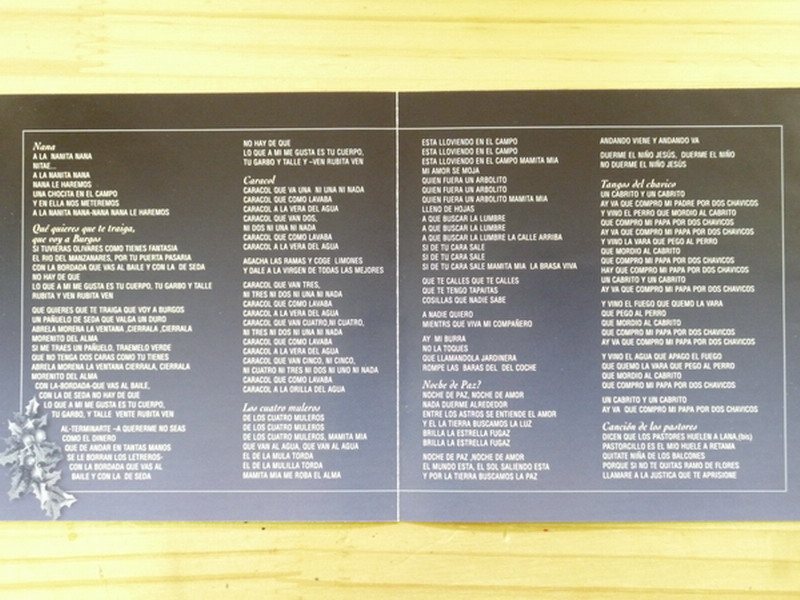 Nana
A LA NANITA NANA
NITAE...
A LA NANITA NANA
NANA LE HAREMOS
UNA CHOCITA EN EL CAMPO
Y EN ELLA NOS METEREMOS
A LA NANITA NANA-NANA NANA LE HAREMOS
Qué quieres que te traiga,
que voy a Burgos
SI TUVIERAS OLIVARES COMO TIENES FANTASIA
EL RIO DEL MANZANARES, POR TU PUERTA PASARIA
CON LA BORDADA QUE VAS AL BAILE Y CON LA DE SEDA
NO HAY DE QUE
LO QUE A MI ME GUSTA ES TU CUERPO, TU GARBO Y TALLE
RUBITA Y VEN RUBITA VEN
QUE QUIERES QUE TE TRAIGA QUE VOY A BURGOS
UN PAÑUELO DE SEDA QUE VALGA UN DURO
ABRELA MORENA LA VENTANA ,CIERRALA ,CIERRALA
MORENITO DEL ALMA
SI ME TRAES UN PAÑUELO, TRAEMELO VERDE
QUE NO TENGA DOS CARAS COMO TU TIENES
ABRELA MORENA LA VENTANA CIERRALA, CIERRALA
MORENITO DEL ALMA
CON LA-BORDADA-QUE VAS AL BAILE,
CON LA DE SEDA NO HAY DE QUE
LO QUE A MI ME GUSTA ES TU CUERPO,
TU GARBO, Y TALLE VENTE RUBITA VEN
AL-TERMINARTE -A QUERERME NO SEAS
COMO EL DINERO
QUE DE ANDAR EN TANTAS MANOS
SE LE BORRAN LOS LETREROS-
CON LA BORDADA QUE VAS AL
BAILE Y CON LA DE SEDA
NO HAY DE QUE
LO QUE A MI ME GUSTA ES TU CUERPO,
TU GARBO Y TALLE Y -VEN RUBITA VEN
Caracol
CARACOL QUE VA UNA NI UNA NI NADA
CARACOL QUE COMO LAVABA
CARACOL A LA VERA DEL AGUA
CARACOL QUE VAN DOS,
NI DOS NI UNA NI NADA
CARACOL QUE COMO LAVABA
CARACOL A LA VERA DEL AGUA
AGACHA LAS RAMAS Y COGE LIMONES
Y DALE A LA VIRGEN DE TODAS LAS MEJORES
CARACOL QUE VAN TRES,
NI TRES NI DOS NI UNA NI NADA
CARACOL QUE COMO LAVABA
CARACOL A LA VERA DEL AGUA
CARACOL QUE VAN CUATRO,NI CUATRO,
NI TRES NI DOS NI UNA NI NADA
CARACOL QUE COMO LAVABA
CARACOL A LA VERA DEL AGUA
CARACOL QUE VAN CINCO, NI CINCO,
NI CUATRO NI TRES NI DOS NI UNO NI NADA
CARACOL QUE COMO LAVABA
CARACOL A LA ORILLA DEL AGUA
Los cuatro muleros
DE LOS CUATRO MULEROS
DE LOS CUATRO MULEROS
DE LOS CUATRO MULEROS, MAMITA MIA
QUE VAN AL AGUA, QUE VAN AL AGUA
EL DE LA MULA TORDA
EL DE LA MULILLA TORDA
MAMITA MIA ME ROBA EL ALMA
ESTA LLOVIENDO EN EL CAMPO
ESTA LLOVIENDO EN EL CAMPO
ESTA LLOVIENDO EN EL CAMPO MAMITA MIA
MI AMOR SE MOJA
QUIEN FUERA UN ARBOLITO
QUIEN FUERA UN ARBOLITO
QUIEN FUERA UN ARBOLITO MAMITA MIA
LLENO DE HOJAS
A QUE BUSCAR LA LUMBRE
A QUE BUSCAR LA LUMBRE
A QUE BUSCAR LA LUMBRE LA CALLE ARRIBA
SI DE TU CARA SALE
SI DE TU CARA SALE
SI DE TU CARA SALE MAMITA MIA LA BRASA VIVA
QUE TE CALLES QUE TE CALLES
QUE TE TENGO TAPAITAS
COSILLAS QUE NADIE SABE
A NADIE QUIERO
MIENTRS QUE VIVA MI COMPAÑERO
AY MI BURRA
NO LA TOQUES
QUE LLAMANDOLA JARDINERA
ROMPE LAS BARAS DEL DEL COCHE
Noche de Paz?
NOCHE DE PAZ, NOCHE DE AMOR
NADA DUERME ALREDEDOR
ENTRE LOS ASTROS SE ENTIENDE EL AMOR
Y EL LA TIERRA BUSCAMOS LA LUZ
BRILLA LA ESTRELLA FUGAZ
BRILLA LA ESTRELLA FUGAZ
NOCHE DE PAZ ,NOCHE DE AMOR
EL MUNDO ESTA, EL SOL SALIENDO ESTA
Y POR LA TIERRA BUSCAMOS LA PAZ
ANDANDO VIENE Y ANDANDO VA
DUERME EL NIÑO JESÚS, DUERME EL NIÑO
NO DUERME EL NIÑO JESÚS
Tangos del chavico
UN CABRITO Y UN CABRITO
AY VA QUE COMPRO MI PADRE POR DOS CHAVICOS
Y VINO EL PERRO QUE MORDIO AL CABRITO
QUE COMPRO MI PAPA POR DOS CHAVICOS
AY VA QUE COMPRO MI PAPA POR DOS CHAVICOS
Y VINO LA VARA QUE PEGO AL PERRO
QUE MORDIO AL CABRITO
QUE COMPRO MI PAPA POR DOS CHAVICOS
HAY QUE COMPRO MI PAPA POR DOS CHAVICOS
UN CABRITO Y UN CABRITO
AY VA QUE COMPRO MI PAPA POR DOS CHAVICOS
Y VINO EL FUEGO QUE QUEMO LA VARA
QUE PEGO AL PERRO
QUE MORDIO AL CABRITO
QUE COMPRO MI PAPA POR DOS CHAVICOS
AY VA QUE COMPRO MI PAPA POR DOS CHAVICOS
Y VINO EL AGUA QUE APAGO EL FUEGO
QUE QUEMO LA VARA QUE PEGO AL PERRO
QUE MORDIO AL CABRITO
QUE COMPRO MI PAPA POR DOS CHAVICOS
UN CABRITO Y UN CABRITO
AY VA QUE COMPRO MI PAPA POR DOS CHAVICOS
Canción de los pastores
DICEN QUE LOS PASTORES HUELEN A LANA,(bis)
PASTORCILLO ES EL MIO HUELE A RETAMA
QUITATE NIÑA DE LOS BALCONES
PORQUE SI NO TE QUITAS RAMO DE FLORES
LLAMARE A LA JUSTICA QUE TE APRISIONE